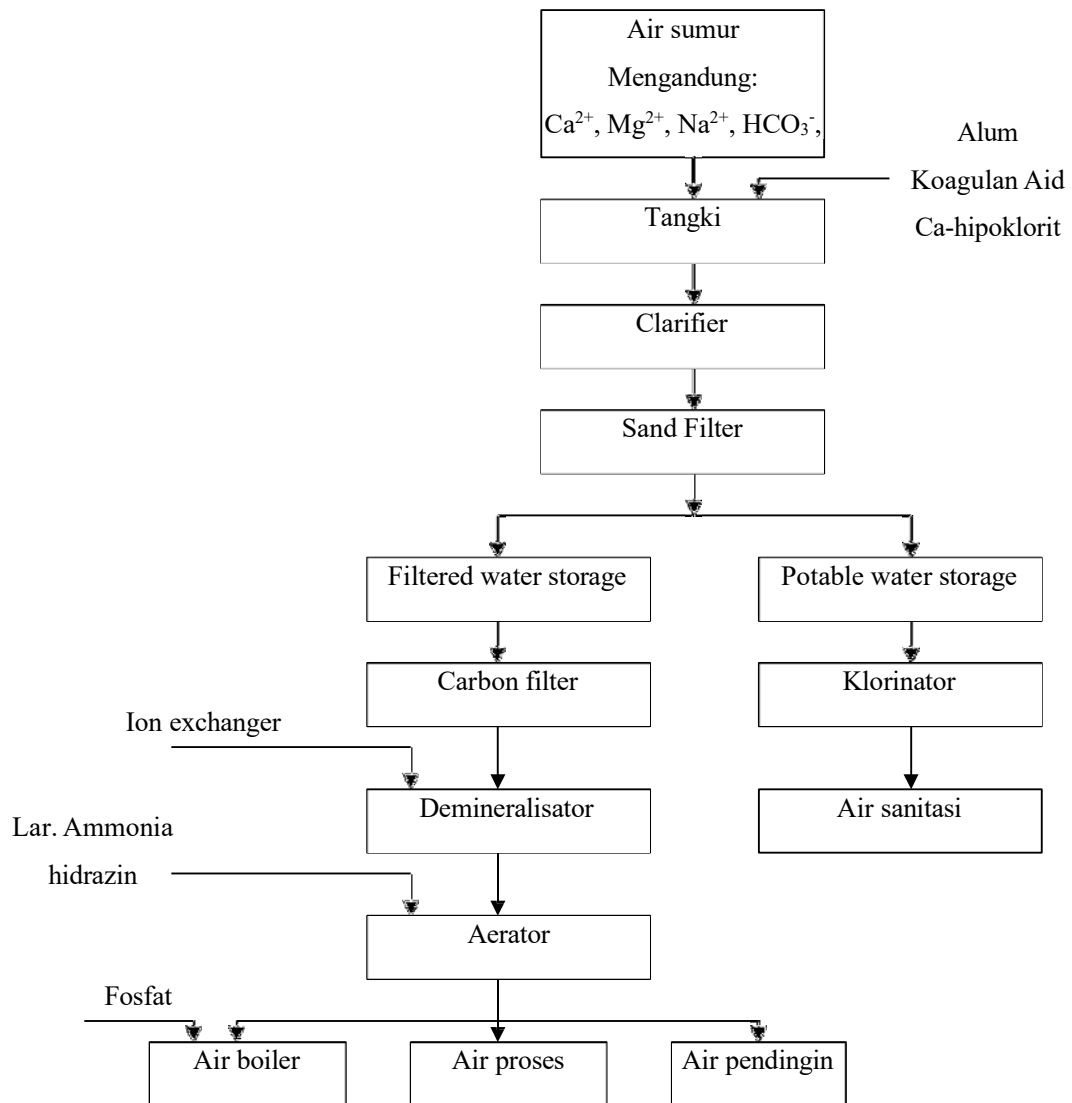 Air sumur
Mengandung:
Ca²⁺, Mg²⁺, Na²⁺, HCO₃⁻,
Alum
Koagulan Aid
Ca-hipoklorit
Tangki
Clarifier
Sand Filter
Filtered water storage
Potable water storage
Carbon filter
Klorinator
Ion exchanger
Demineralisator
Air sanitasi
Lar. Ammonia
hidrazin
Aerator
Fosfat
Air boiler
Air proses
Air pendingin